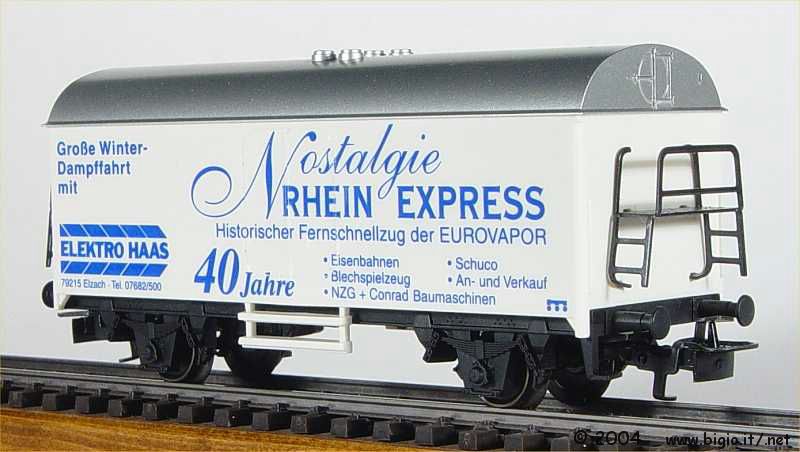 Große Winter-
Dampffahrt
mit
ELEKTRO HAAS
79215 Elzach · Tel. 07682/500
Nostalgie
RHEIN EXPRESS
Historischer Fernschnellzug der EUROVAPOR
40 Jahre
• Eisenbahnen
• Blechspielzeug
• NZG + Conrad Baumaschinen
• Schuco
• An- und Verkauf
© 2004 www.bigio.it/.net